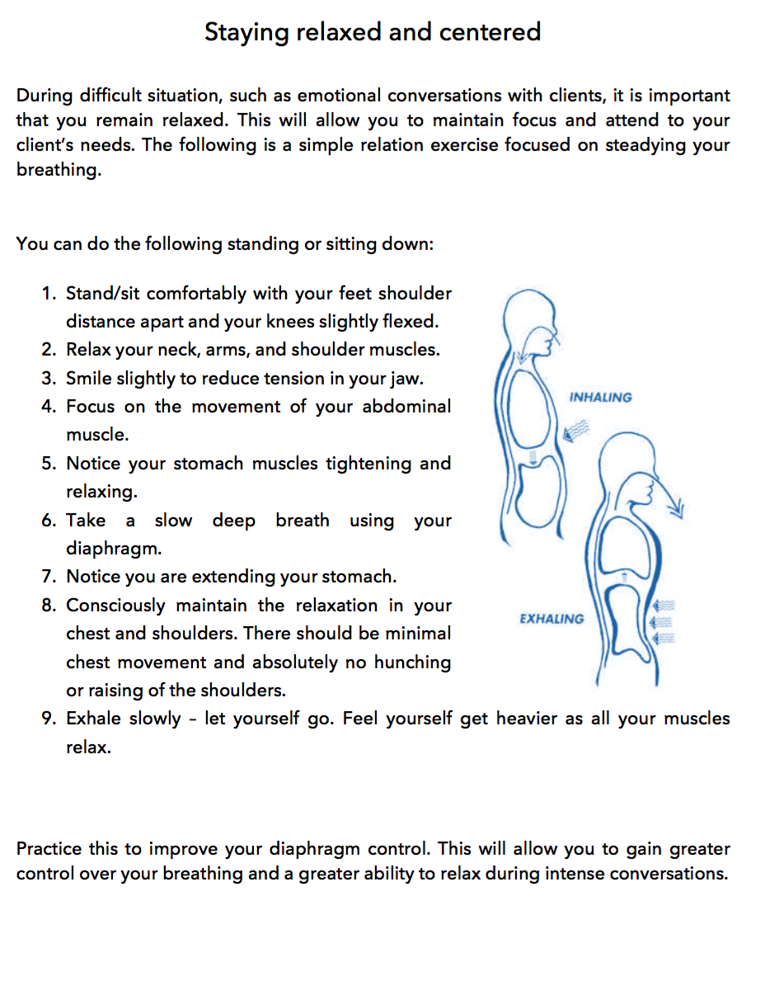 Staying relaxed and centered
During difficult situation, such as emotional conversations with clients, it is important
that you remain relaxed. This will allow you to maintain focus and attend to your
client's needs. The following is a simple relation exercise focused on steadying your
breathing.
You can do the following standing or sitting down:
1. Stand/sit comfortably with your feet shoulder
distance apart and your knees slightly flexed.
2. Relax your neck, arms, and shoulder muscles.
3. Smile slightly to reduce tension in your jaw.
4. Focus on the movement of your abdominal
muscle.
5. Notice your stomach muscles tightening and
relaxing.
6. Take a slow deep breath using your
diaphragm.
7. Notice you are extending your stomach.
8. Consciously maintain the relaxation in your
chest and shoulders. There should be minimal
chest movement and absolutely no hunching
or raising of the shoulders.
9. Exhale slowly – let yourself go. Feel yourself get heavier as all your muscles
relax.
INHALING
EXHALING
Practice this to improve your diaphragm control. This will allow you to gain greater
control over your breathing and a greater ability to relax during intense conversations.